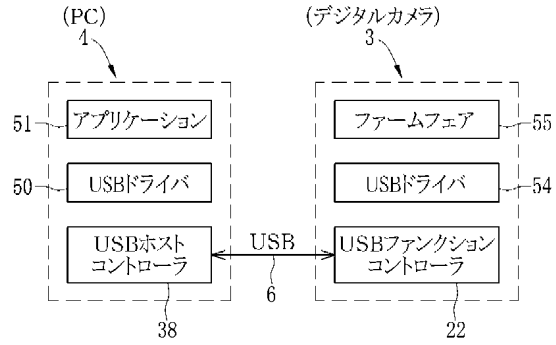 (PC)
4
(デジタルカメラ)
3
51
アプリケーション
ファームフェア
55
50
USBドライバ
USBドライバ
54
USBホスト
コントローラ
USB
6
USBファンクション
コントローラ
38
22